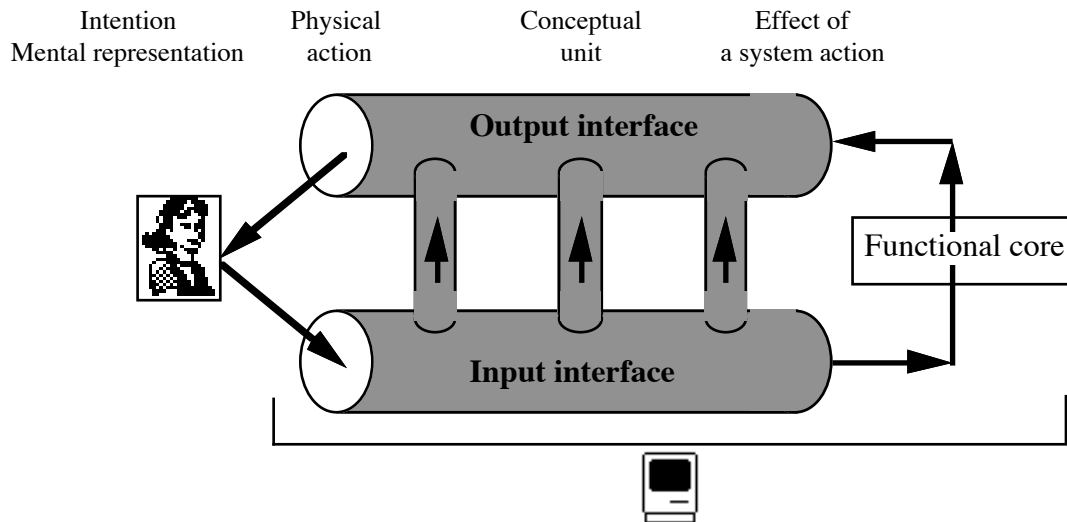 Intention
Mental representation
Physical
action
Conceptual
unit
Effect of
a system action
Output interface
Functional core
Input interface